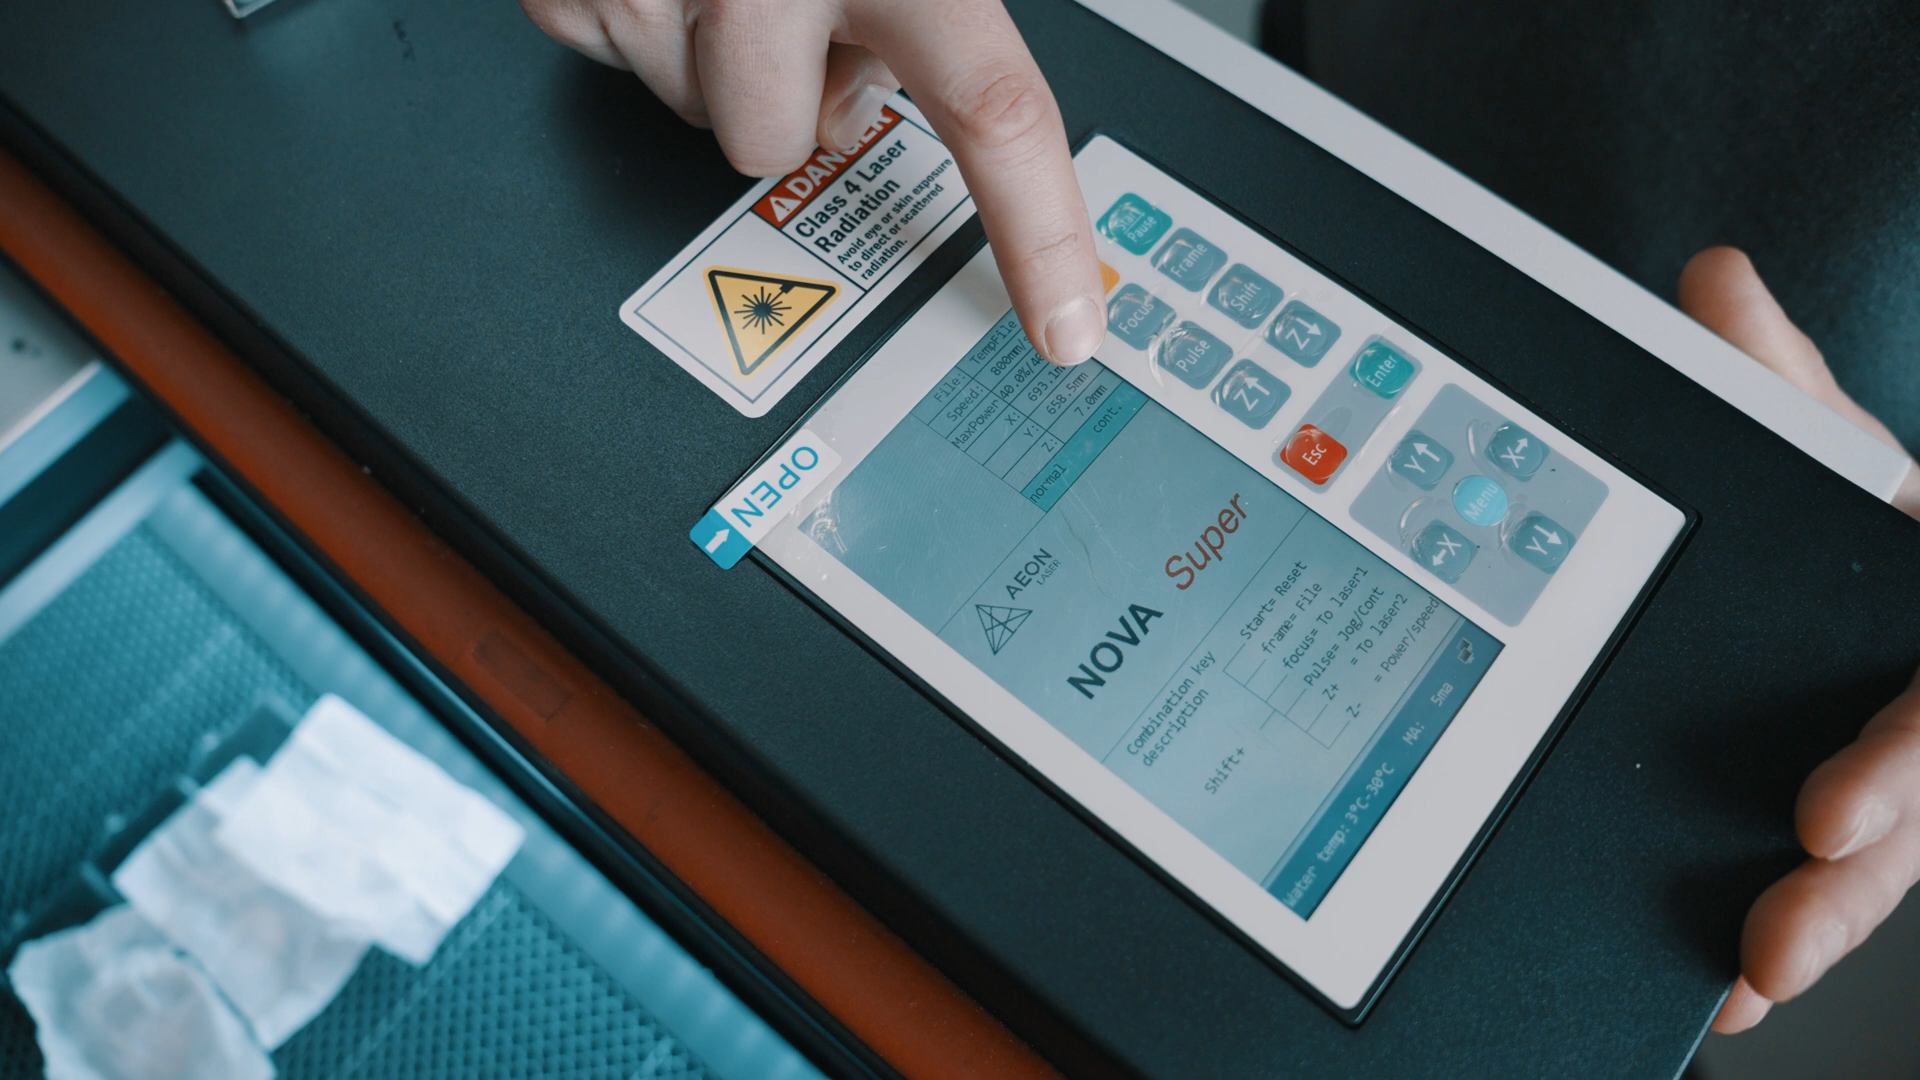 DANGER
Class 4 Laser
Radiation
Avoid eye or skin exposure
to direct or scattered
radiation.
OPEN
File: TempFile
Speed: 800mm/
MaxPower 40.0%/40
X: 693.1m
Y: 658.5mm
Z: 7.0mm
normal cont.
AEON
LASER
NOVA Super
Combination key
description
Shift+
Start= Reset
frame= File
focus= To laser1
Pulse= Jog/Cont
Z+ = To laser2
Z- = Power/speed
Water temp: 3°C-30°C MA: 5ma
Start
Pause
Frame
Shift
Z↓
Focus
Pulse
Z↑
Enter
Esc
Y↑
X→
Menu
←X
Y↓